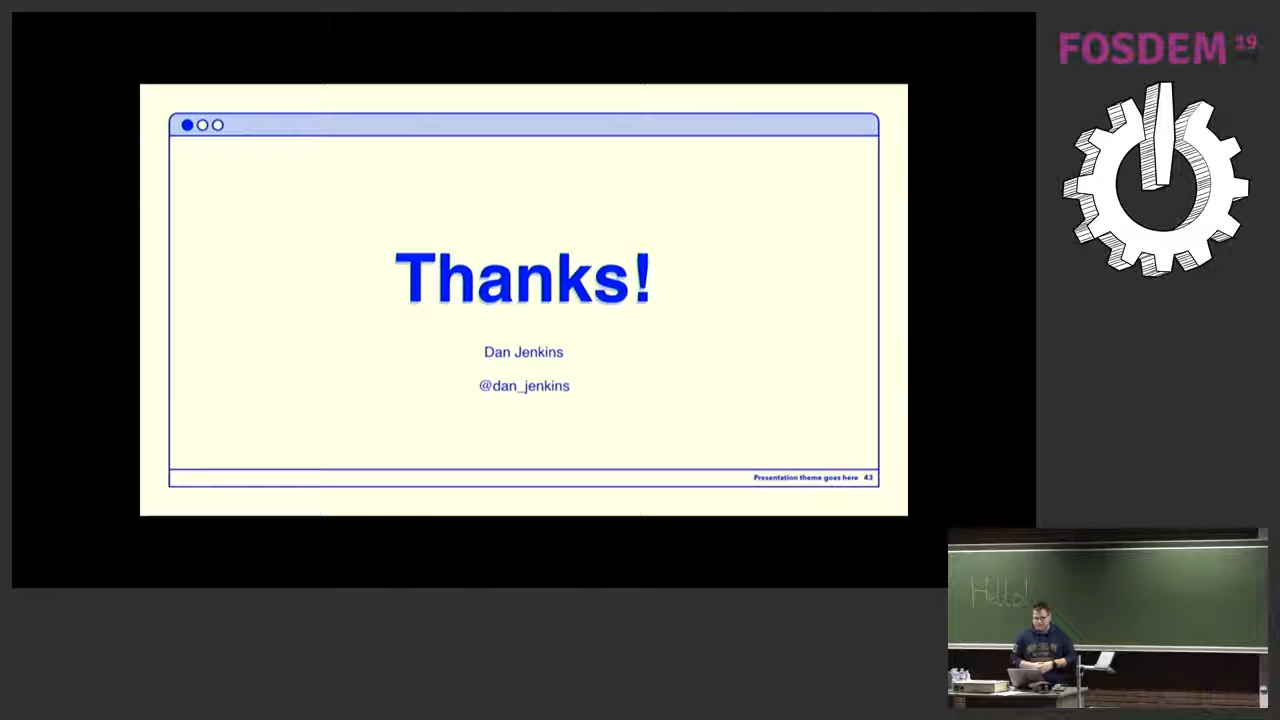 FOSDEM 19
Thanks!
Dan Jenkins
@dan_jenkins
Presentation theme goes here 43
Hello!